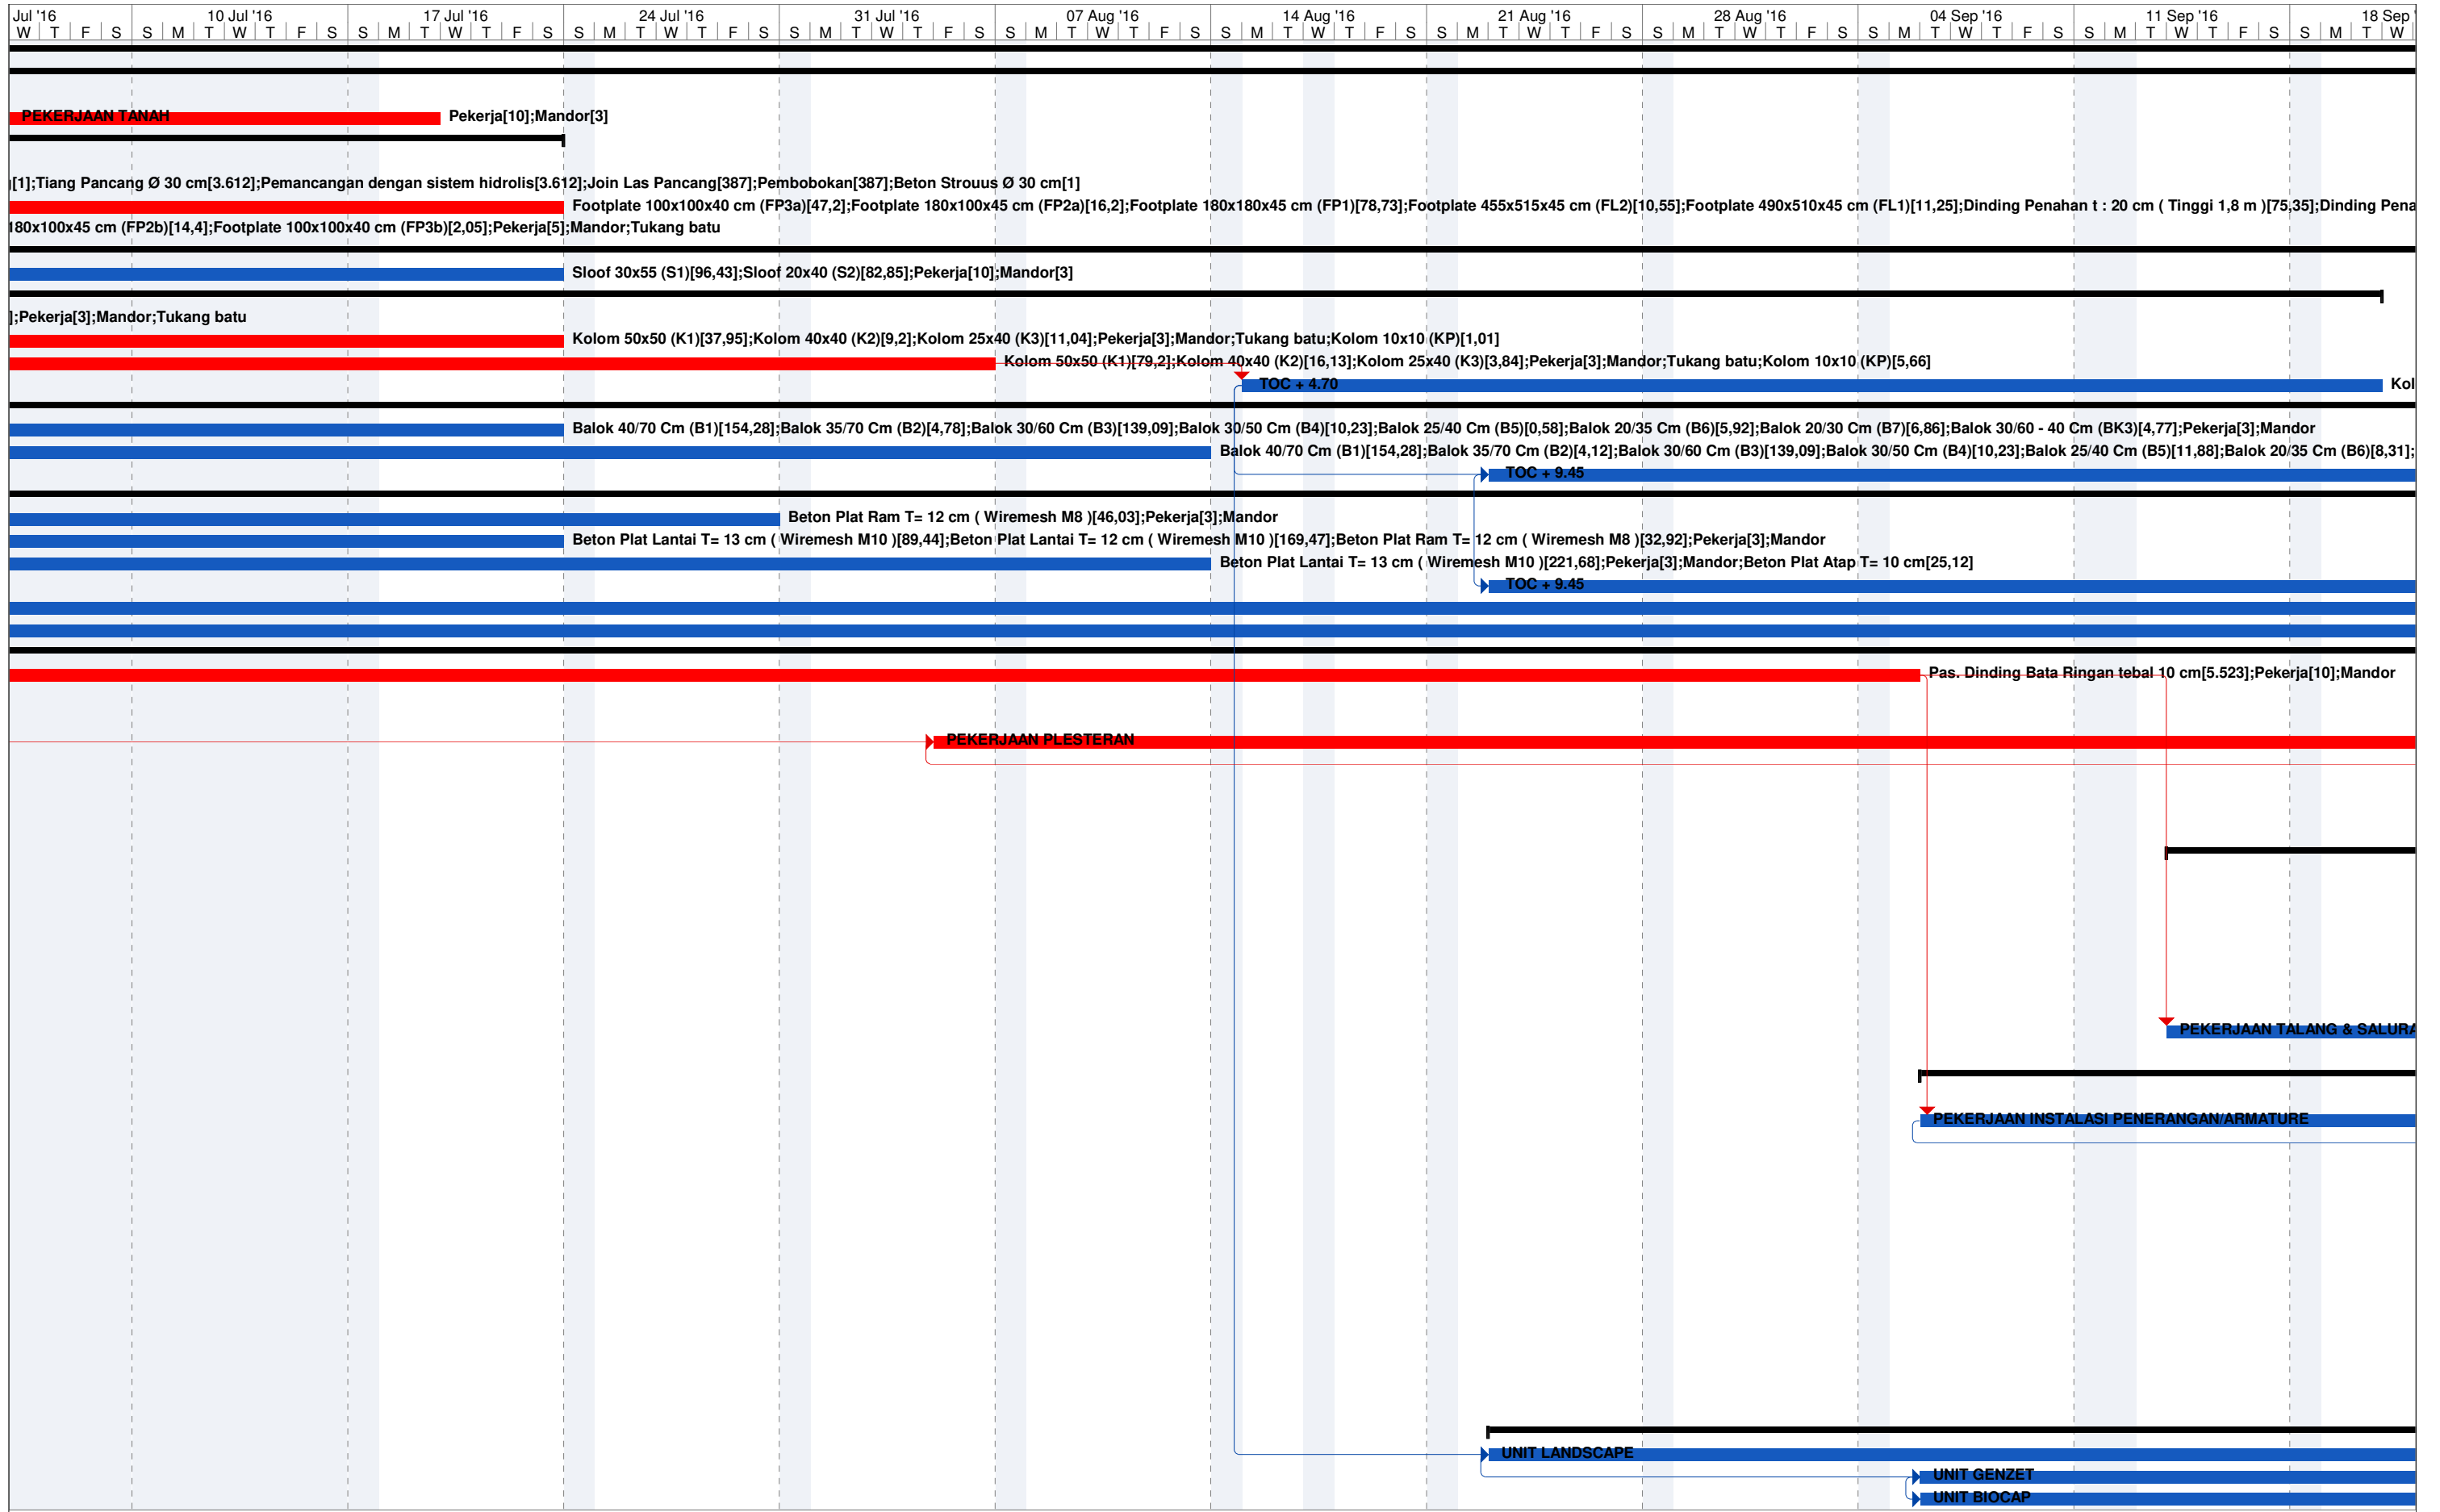 Jul '16 10 Jul '16 17 Jul '16 24 Jul '16 31 Jul '16 07 Aug '16 14 Aug '16 21 Aug '16 28 Aug '16 04 Sep '16 11 Sep '16 18 Sep '
W T F S S M T W T F S S M T W T F S S M T W T F S S M T W T F S S M T W T F S S M T W T F S S M T W T F S S M T W T F S S M T W T F S S M T W T F S S M T W
PEKERJAAN TANAH Pekerja[10];Mandor[3]
[1];Tiang Pancang Ø 30 cm[3.612];Pemancangan dengan sistem hidrolis[3.612];Join Las Pancang[387];Pembobokan[387];Beton Strouus Ø 30 cm[1]
Footplate 100x100x40 cm (FP3a)[47,2];Footplate 180x100x45 cm (FP2a)[16,2];Footplate 180x180x45 cm (FP1)[78,73];Footplate 455x515x45 cm (FL2)[10,55];Footplate 490x510x45 cm (FL1)[11,25];Dinding Penahan t : 20 cm ( Tinggi 1,8 m )[75,35];Dinding Pena
180x100x45 cm (FP2b)[14,4];Footplate 100x100x40 cm (FP3b)[2,05];Pekerja[5];Mandor;Tukang batu
Sloof 30x55 (S1)[96,43];Sloof 20x40 (S2)[82,85];Pekerja[10];Mandor[3]
];Pekerja[3];Mandor;Tukang batu
Kolom 50x50 (K1)[37,95];Kolom 40x40 (K2)[9,2];Kolom 25x40 (K3)[11,04];Pekerja[3];Mandor;Tukang batu;Kolom 10x10 (KP)[1,01]
Kolom 50x50 (K1)[79,2];Kolom 40x40 (K2)[16,13];Kolom 25x40 (K3)[3,84];Pekerja[3];Mandor;Tukang batu;Kolom 10x10 (KP)[5,66]
TOC + 4.70 Kol
Balok 40/70 Cm (B1)[154,28];Balok 35/70 Cm (B2)[4,78];Balok 30/60 Cm (B3)[139,09];Balok 30/50 Cm (B4)[10,23];Balok 25/40 Cm (B5)[0,58];Balok 20/35 Cm (B6)[5,92];Balok 20/30 Cm (B7)[6,86];Balok 30/60 - 40 Cm (BK3)[4,77];Pekerja[3];Mandor
Balok 40/70 Cm (B1)[154,28];Balok 35/70 Cm (B2)[4,12];Balok 30/60 Cm (B3)[139,09];Balok 30/50 Cm (B4)[10,23];Balok 25/40 Cm (B5)[11,88];Balok 20/35 Cm (B6)[8,31];
TOC + 9.45
Beton Plat Ram T= 12 cm ( Wiremesh M8 )[46,03];Pekerja[3];Mandor
Beton Plat Lantai T= 13 cm ( Wiremesh M10 )[89,44];Beton Plat Lantai T= 12 cm ( Wiremesh M10 )[169,47];Beton Plat Ram T= 12 cm ( Wiremesh M8 )[32,92];Pekerja[3];Mandor
Beton Plat Lantai T= 13 cm ( Wiremesh M10 )[221,68];Pekerja[3];Mandor;Beton Plat Atap T= 10 cm[25,12]
TOC + 9.45
Pas. Dinding Bata Ringan tebal 10 cm[5.523];Pekerja[10];Mandor
PEKERJAAN PLESTERAN
PEKERJAAN TALANG & SALURA
PEKERJAAN INSTALASI PENERANGAN/ARMATURE
UNIT LANDSCAPE
UNIT GENZET
UNIT BIOCAP